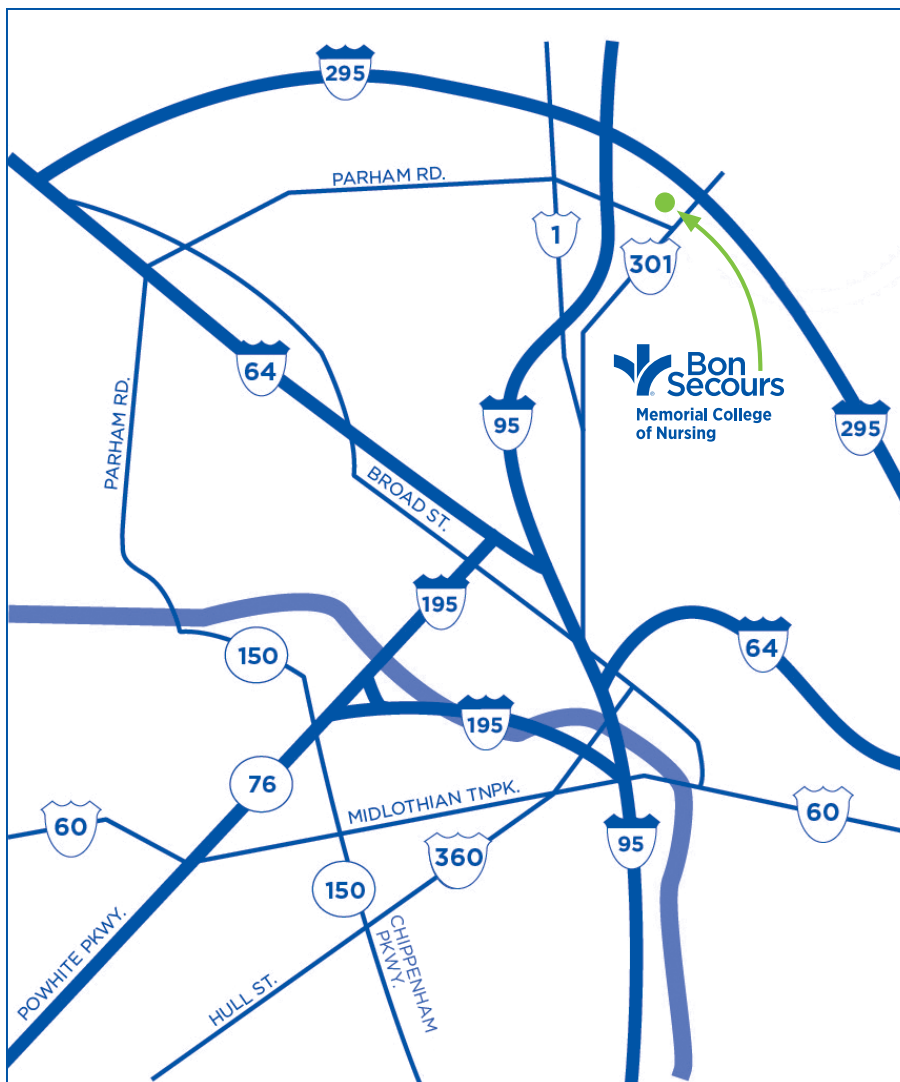 295
PARHAM RD.
1
301
64
Bon
Secours
Memorial College
of Nursing
PARHAM RD.
95
295
BROAD ST.
195
150
64
195
76
MIDLOTHIAN TNPK.
60
60
360
95
150
CHIPPENHAM
PKWY.
POWHITE PKWY.
HULL ST.